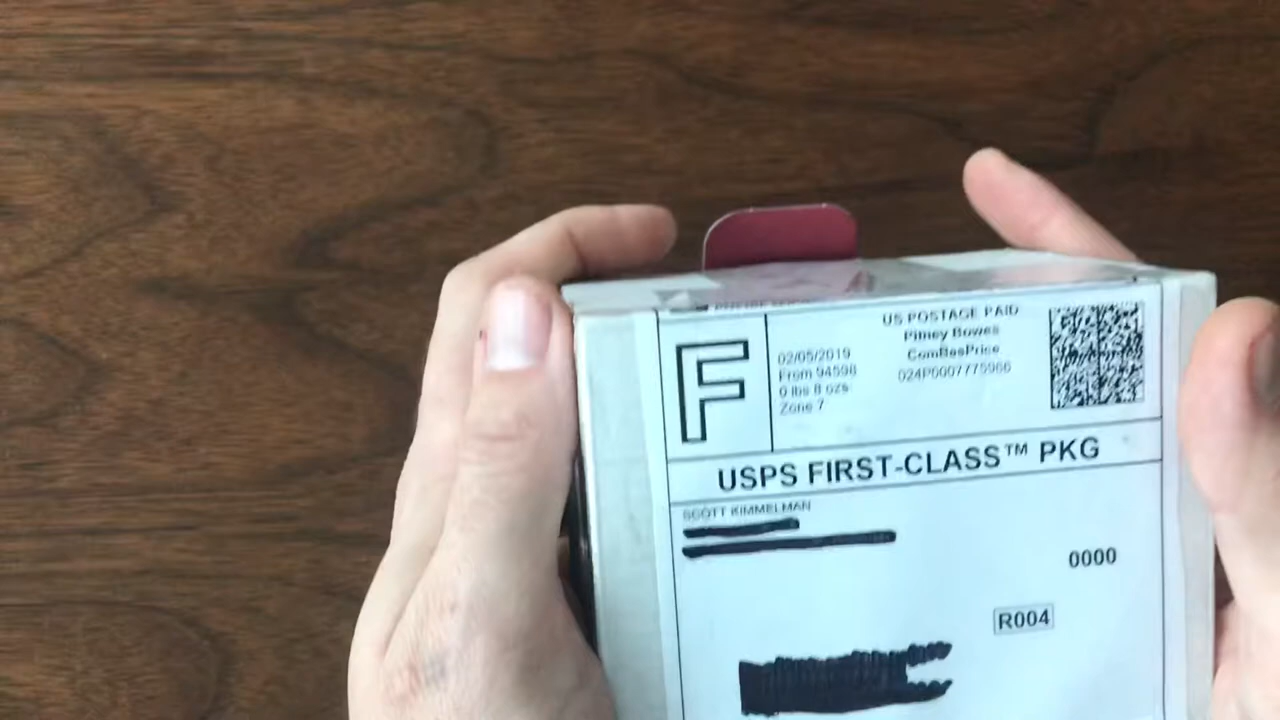 F
02/05/2019
From 94598
0 lbs 8 ozs
Zone 7
US POSTAGE PAID
Pitney Bowes
ComBasPrice
024P0007775966
USPS FIRST-CLASS™ PKG
SCOTT KIMMELMAN
0000
R004